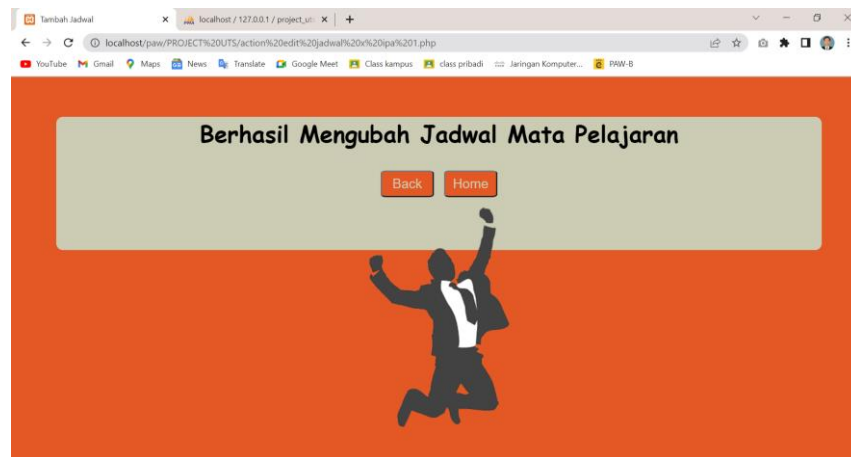 Tambah Jadwal
localhost / 127.0.0.1 / project_ut
localhost/paw/PROJECT%20UTS/action%20edit%20jadwal%20x%20ipa%201.php
YouTube Gmail Maps News Translate Google Meet Class kampus class pribadi Jaringan Komputer... PAW-B
Berhasil Mengubah Jadwal Mata Pelajaran
Back Home